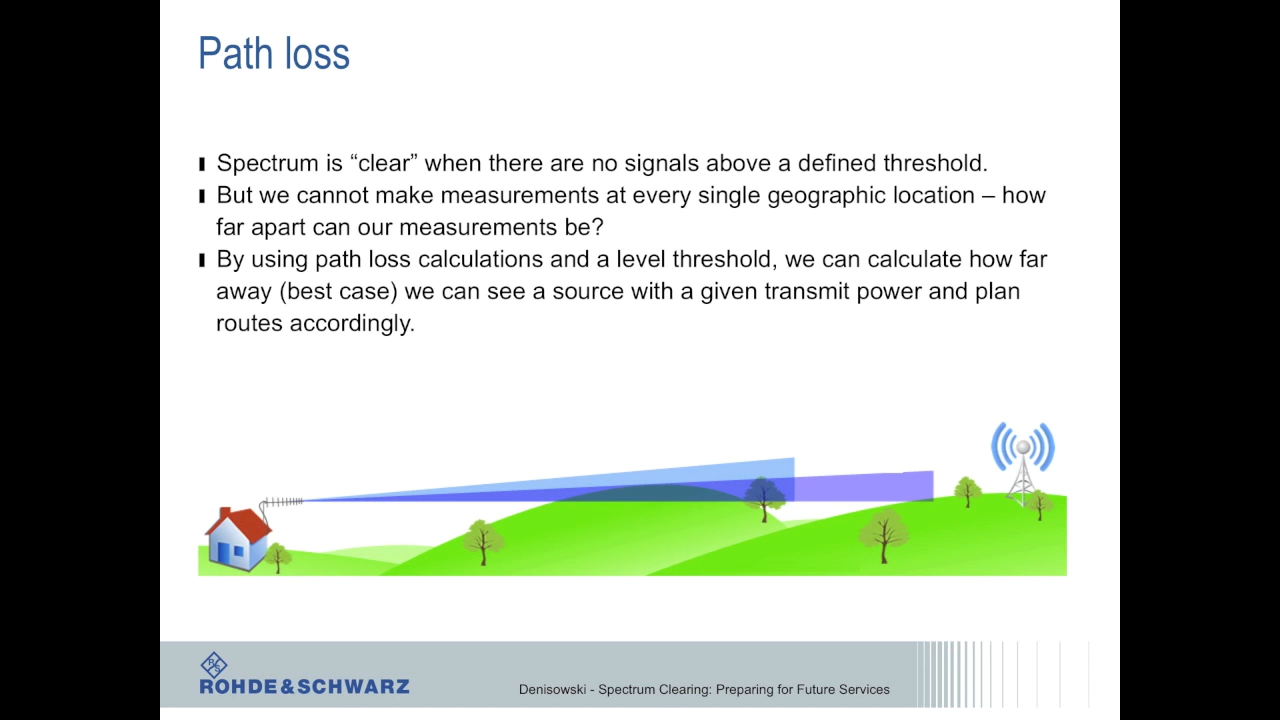 Path loss
Spectrum is “clear” when there are no signals above a defined threshold.
But we cannot make measurements at every single geographic location – how
far apart can our measurements be?
By using path loss calculations and a level threshold, we can calculate how far
away (best case) we can see a source with a given transmit power and plan
routes accordingly.
R S
ROHDE&SCHWARZ
Denisowski - Spectrum Clearing: Preparing for Future Services